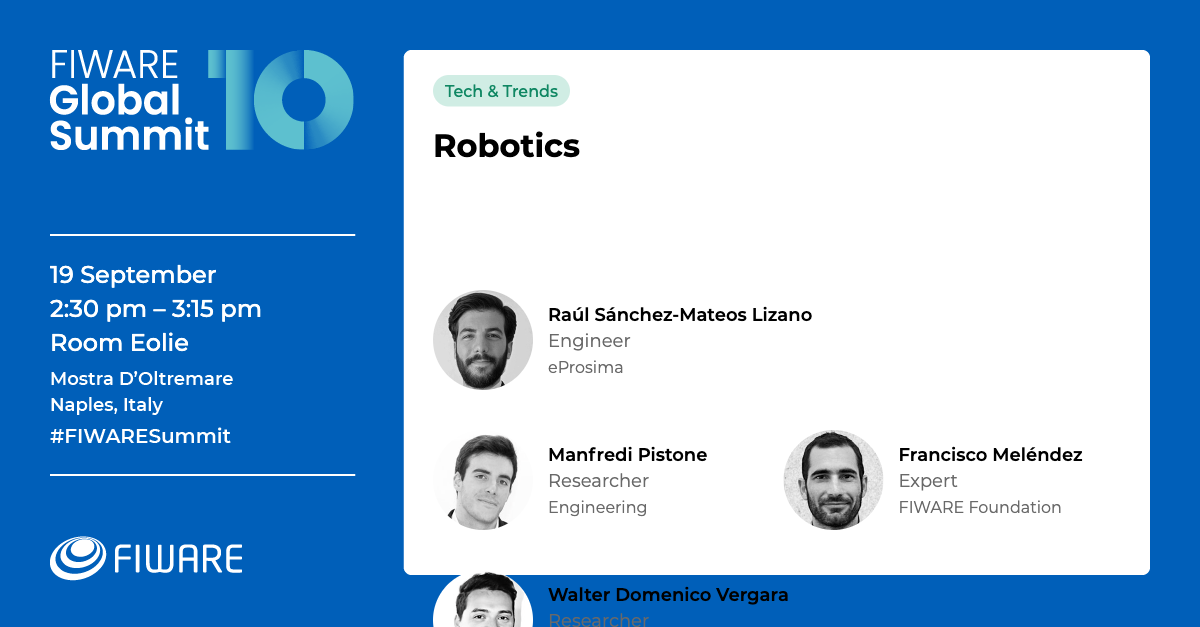 FIWARE
Global
Summit
10
19 September
2:30 pm – 3:15 pm
Room Eolie
Mostra D’Oltremare
Naples, Italy
#FIWARESummit
FIWARE
Tech & Trends
Robotics
Raúl Sánchez-Mateos Lizano
Engineer
eProsima
Manfredi Pistone
Researcher
Engineering
Francisco Meléndez
Expert
FIWARE Foundation
Walter Domenico Vergara
Researcher